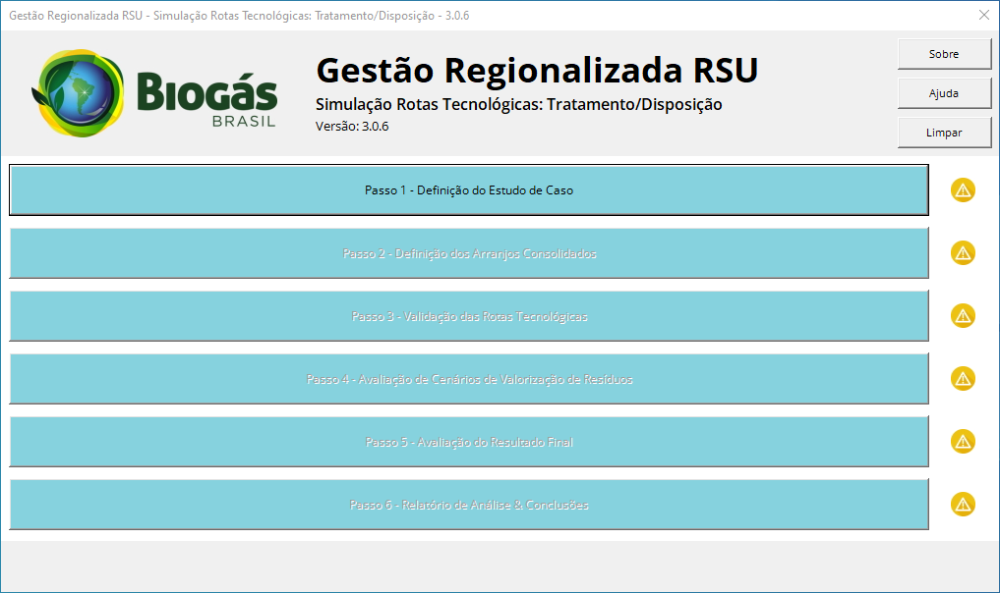 Gestão Regionalizada RSU - Simulação Rotas Tecnológicas: Tratamento/Disposição - 3.0.6
BIOGÁS
BRASIL
Gestão Regionalizada RSU
Simulação Rotas Tecnológicas: Tratamento/Disposição
Versão: 3.0.6
Sobre
Ajuda
Limpar
Passo 1 - Definição do Estudo de Caso
Passo 2 - Definição dos Arranjos Consolidados
Passo 3 - Validação das Rotas Tecnológicas
Passo 4 - Avaliação de Cenários de Valorização de Resíduos
Passo 5 - Avaliação do Resultado Final
Passo 6 - Relatório de Análise & Conclusões